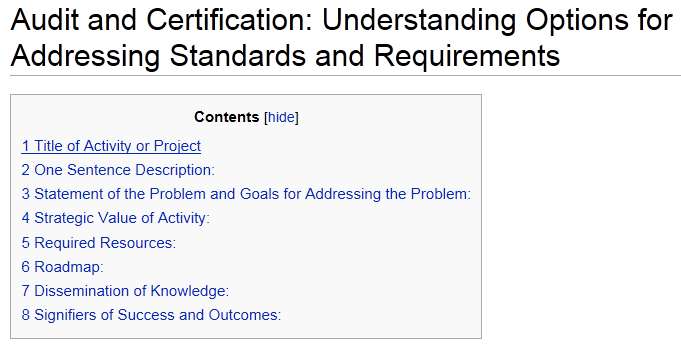 Audit and Certification: Understanding Options for
Addressing Standards and Requirements
Contents [hide]
1 Title of Activity or Project
2 One Sentence Description:
3 Statement of the Problem and Goals for Addressing the Problem:
4 Strategic Value of Activity:
5 Required Resources:
6 Roadmap:
7 Dissemination of Knowledge:
8 Signifiers of Success and Outcomes: